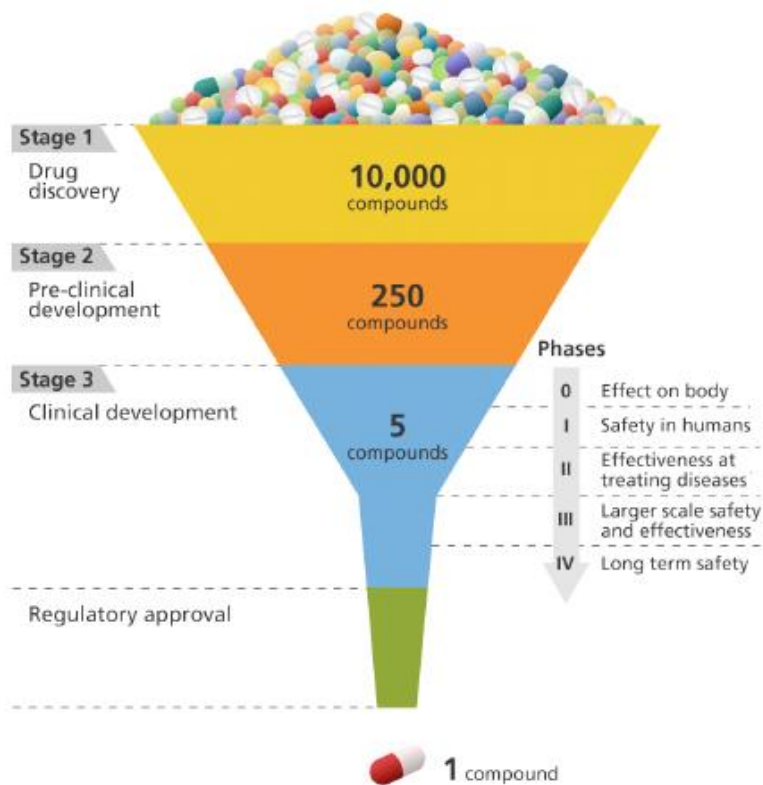 Stage 1
Drug
discovery
10,000
compounds
Stage 2
Pre-clinical
development
250
compounds
Stage 3
Clinical development
5
compounds
Phases
0 Effect on body
I Safety in humans
II Effectiveness at
treating diseases
III Larger scale safety
and effectiveness
IV Long term safety
Regulatory approval
1 compound